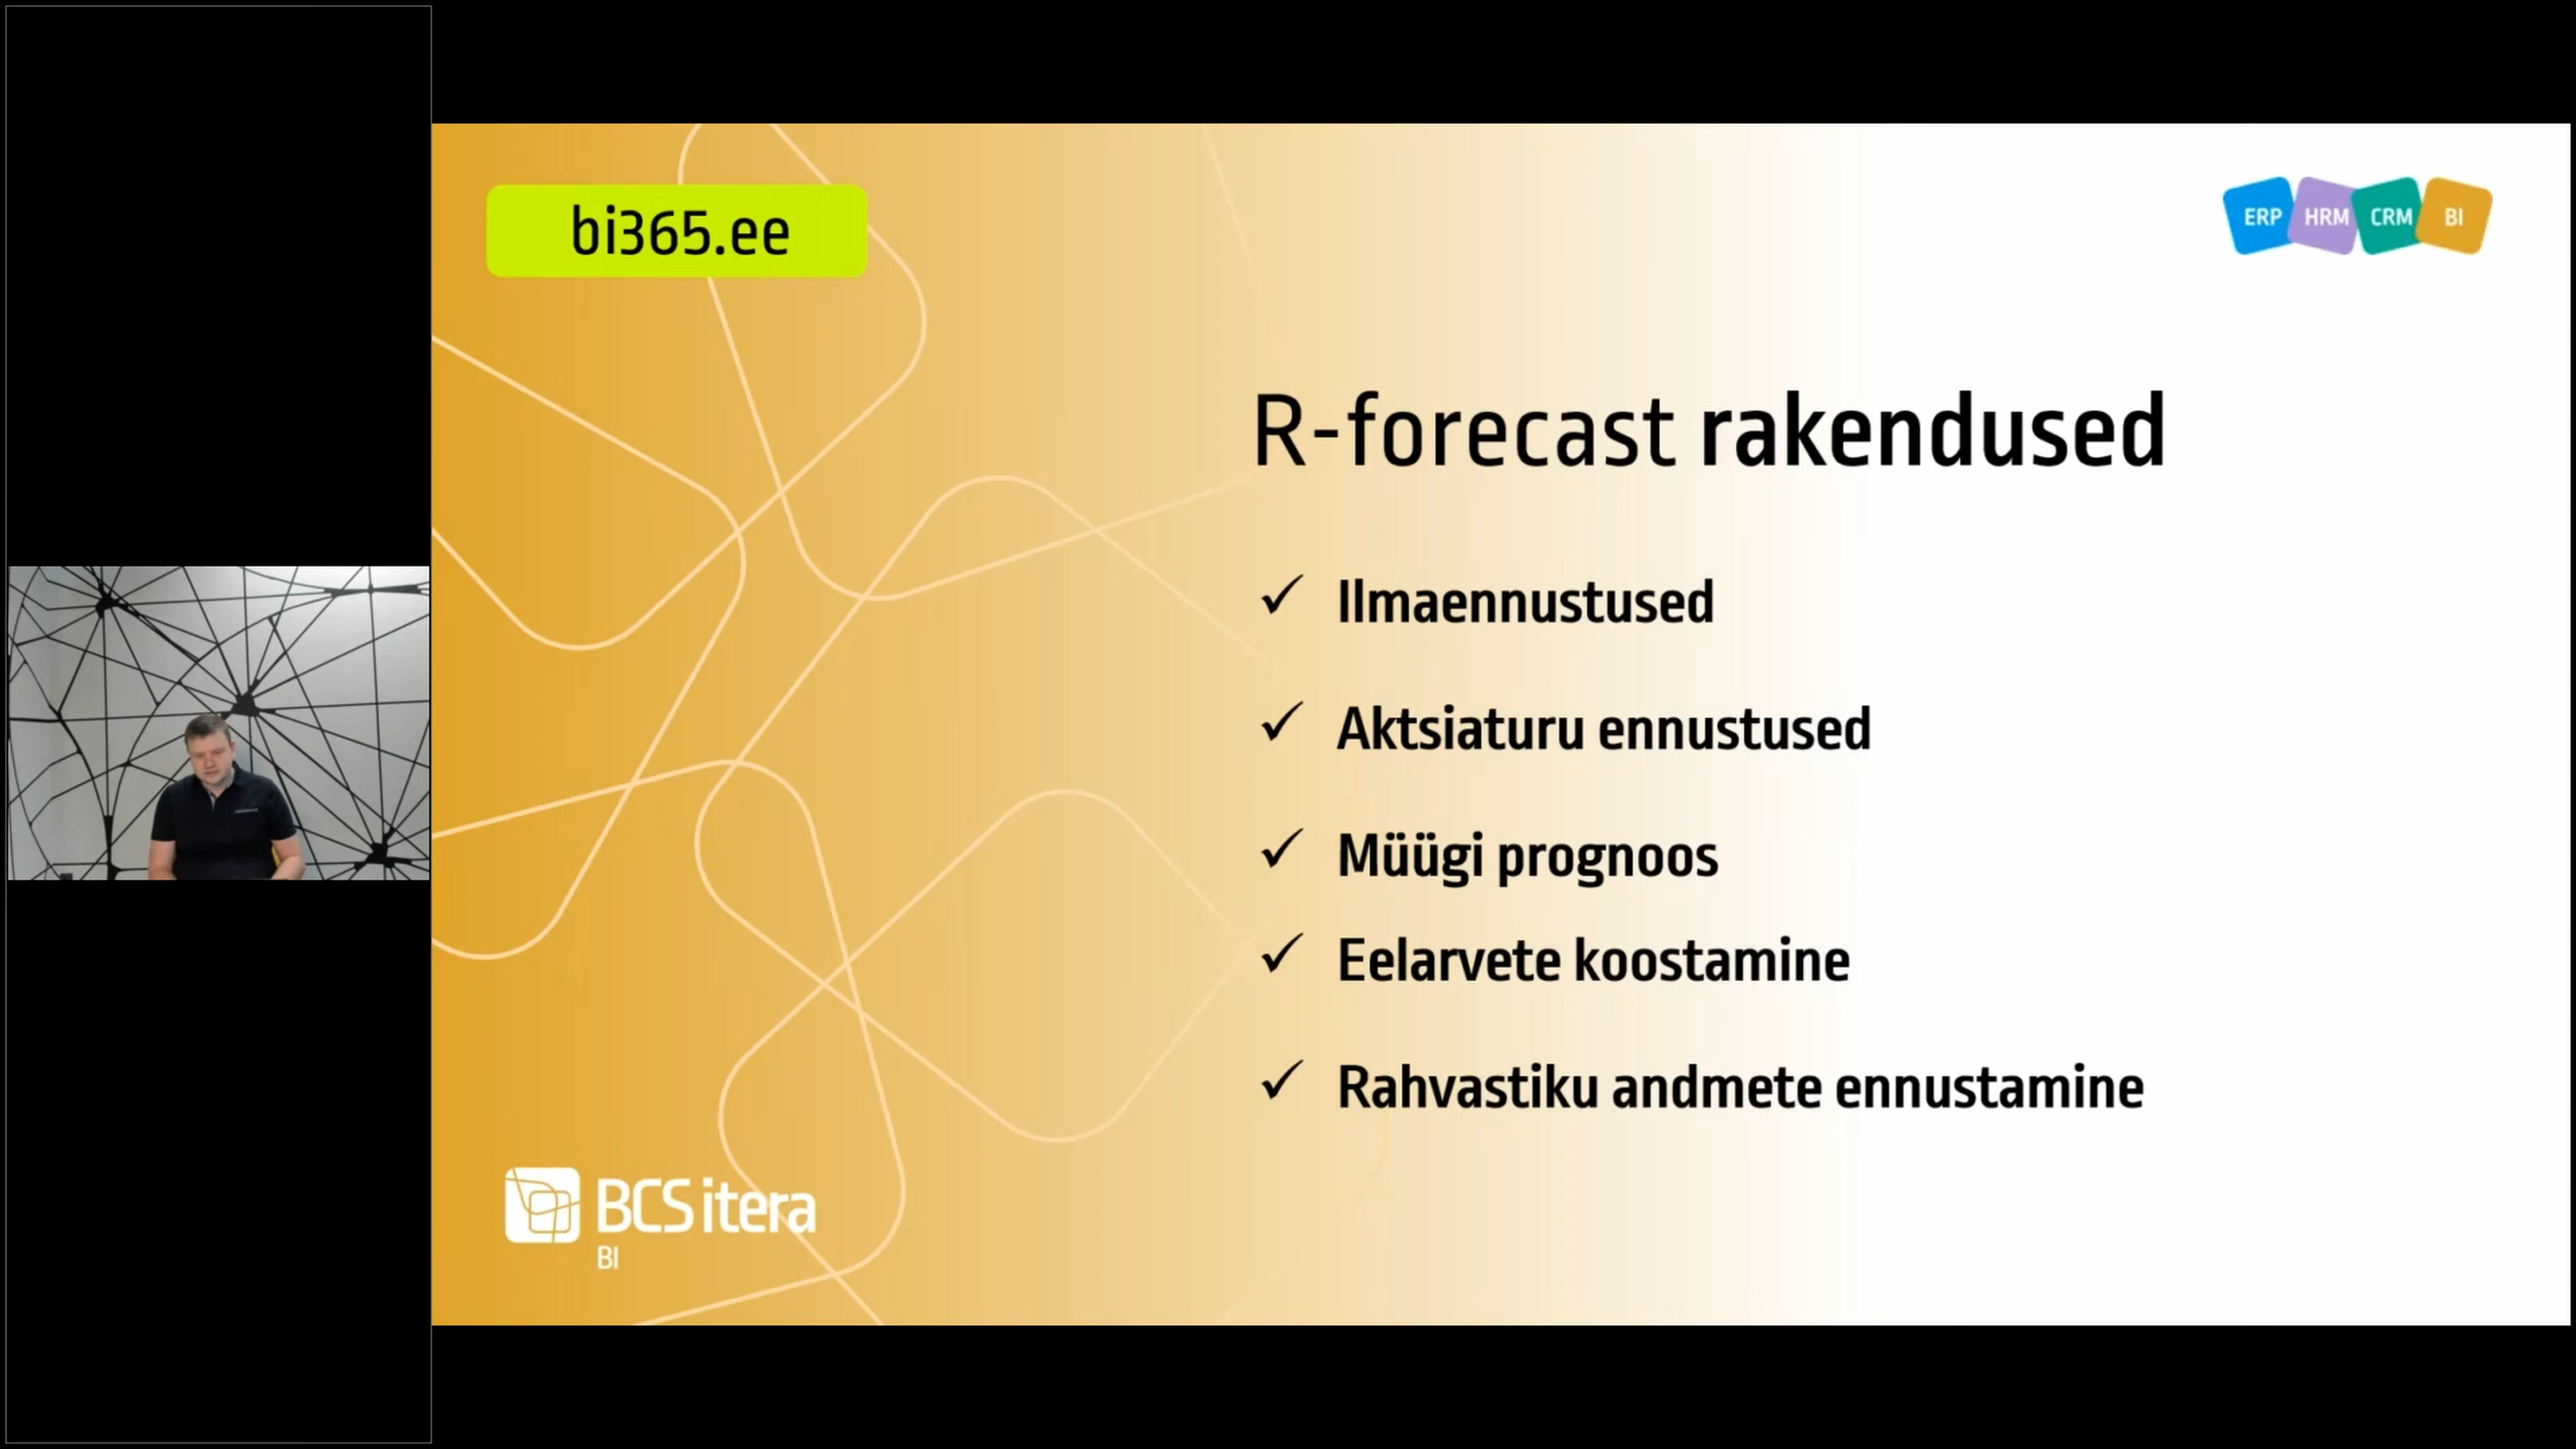 bi365.ee
ERP HRM CRM BI
R-forecast rakendused
✓ Ilmaennustused
✓ Aktsiaturu ennustused
✓ Müügi prognoos
✓ Eelarvete koostamine
✓ Rahvastiku andmete ennustamine
BCS itera
BI